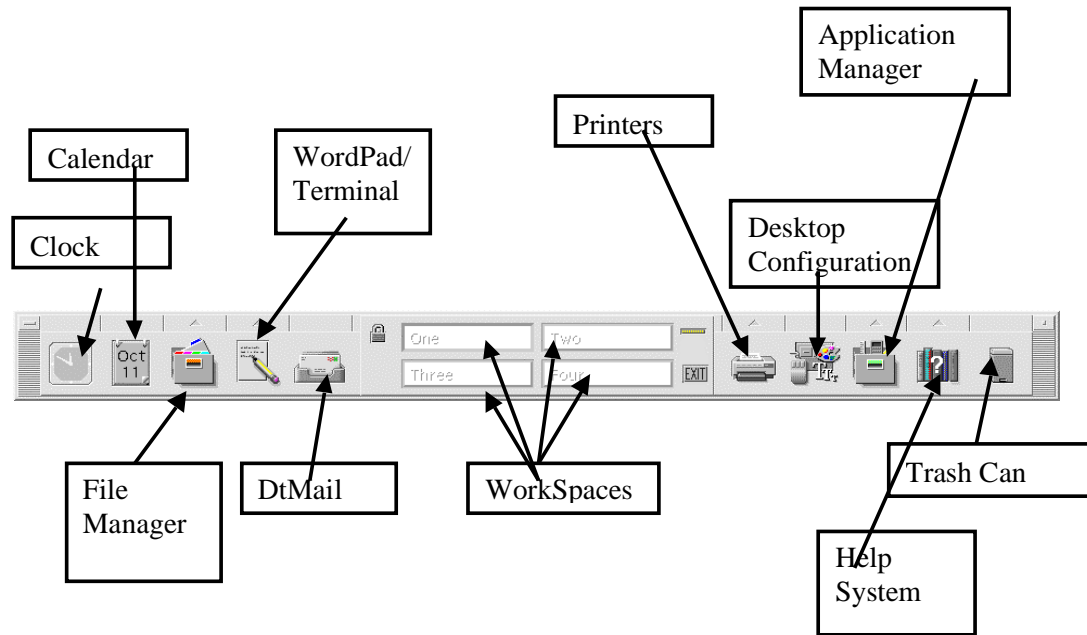 Application
Manager
Printers
Calendar
WordPad/
Terminal
Clock
Desktop
Configuration
Oct
11
One
Two
Three
Four
EXIT
?
File
Manager
DtMail
WorkSpaces
Trash Can
Help
System